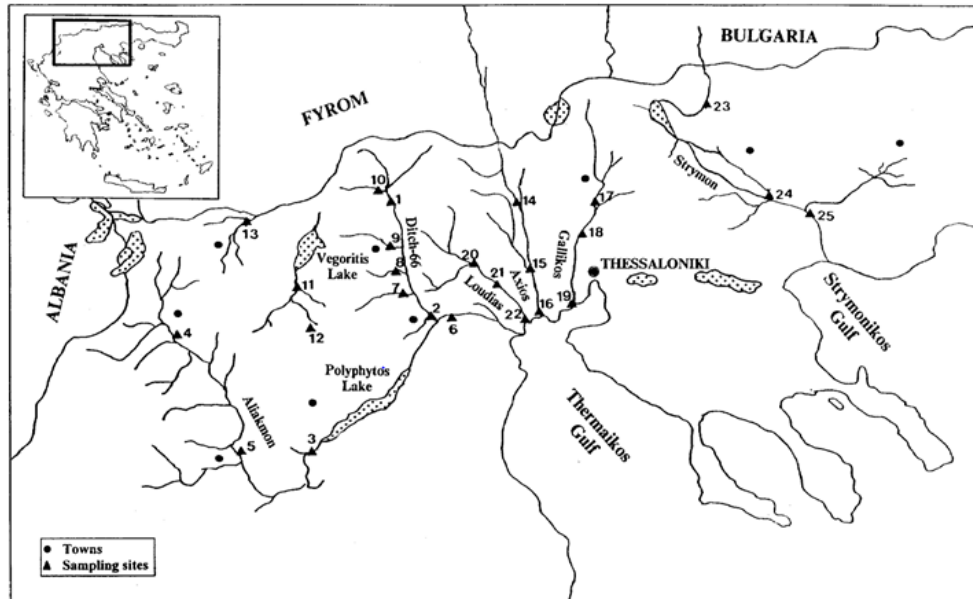 BULGARIA
FYROM
23
10
1
14
17
Strymon
24
25
13
9
Ditch-66
18
Gallikos
ALBANIA
Vegoritis
Lake
8
20
Axios
15
THESSALONIKI
11
7
21
Loudias
19
16
Strymonikos
Gulf
4
12
2
6
22
Polyphytos
Lake
Thermaikos
Gulf
Aliakmon
5
3
Towns
Sampling sites